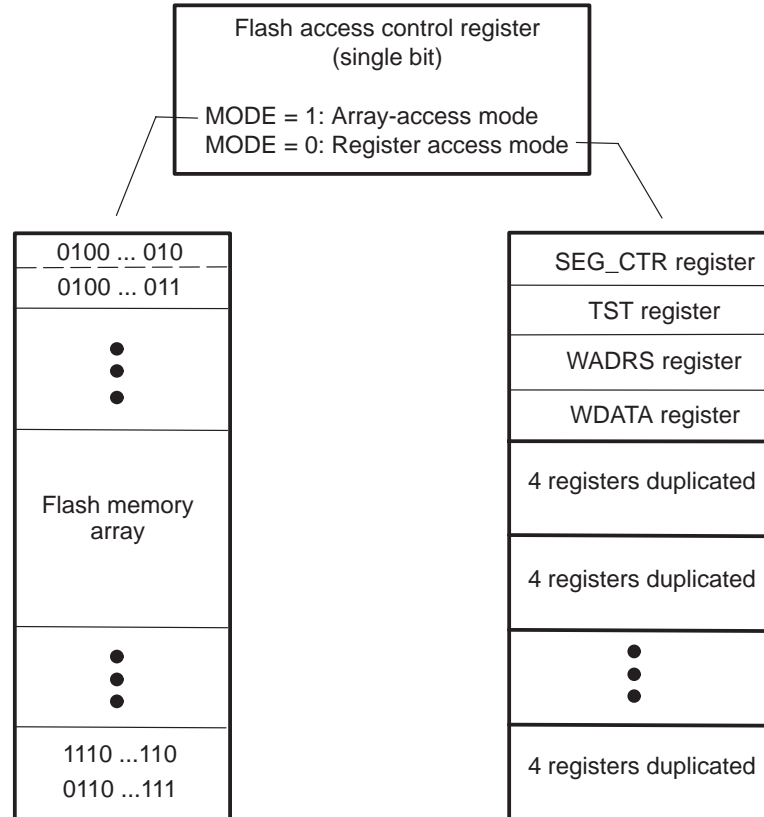 Flash access control register
(single bit)
MODE = 1: Array-access mode
MODE = 0: Register access mode
0100 ... 010
0100 ... 011
Flash memory
array
1110 ...110
0110 ...111
SEG_CTR register
TST register
WADRS register
WDATA register
4 registers duplicated
4 registers duplicated
4 registers duplicated